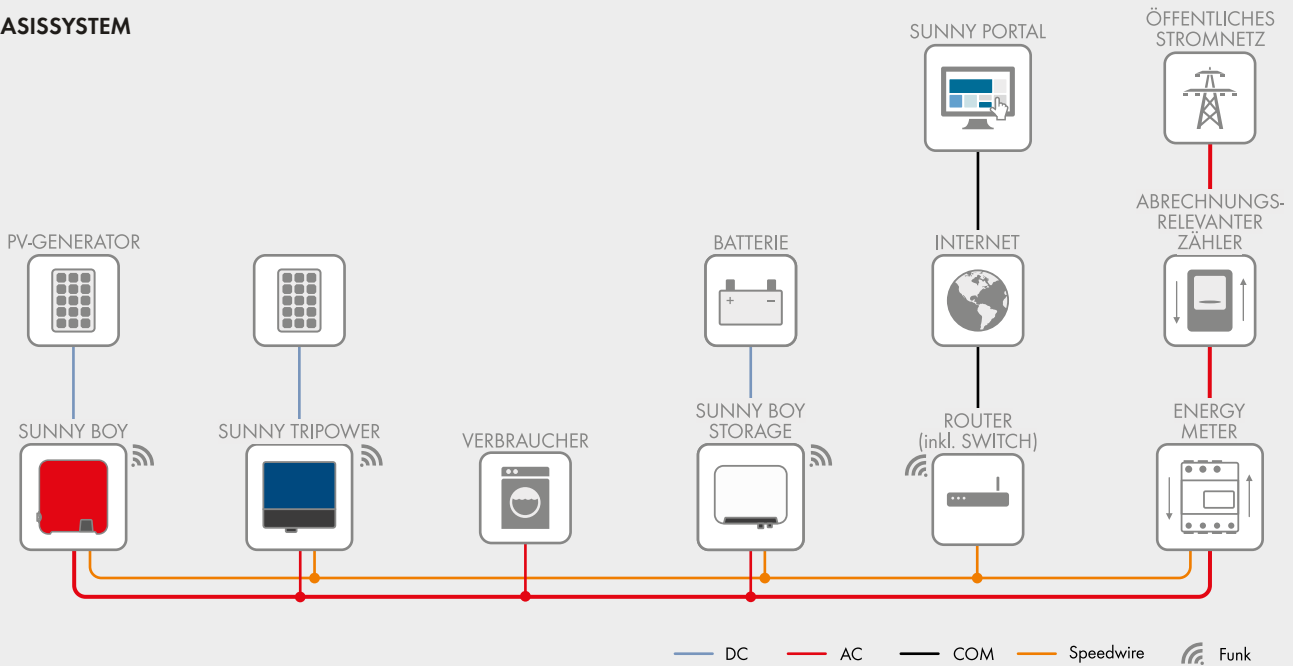 ASISSYSTEM
SUNNY PORTAL
ÖFFENTLICHES
STROMNETZ
PV-GENERATOR
BATTERIE
INTERNET
ABRECHNUNGS-
RELEVANTER
ZÄHLER
SUNNY BOY
SUNNY TRIPOWER
VERBRAUCHER
SUNNY BOY
STORAGE
ROUTER
(inkl. SWITCH)
ENERGY
METER
DC
AC
COM
Speedwire
Funk